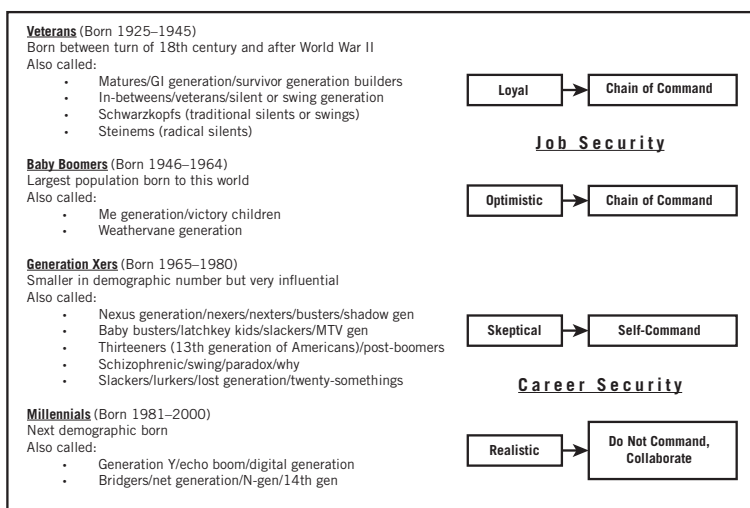 Veterans (Born 1925–1945)
Born between turn of 18th century and after World War II
Also called:
• Matures/GI generation/survivor generation builders
• In-betweens/veterans/silent or swing generation
• Schwarzkopfs (traditional silents or swings)
• Steinems (radical silents)
Loyal
Chain of Command
Job Security
Baby Boomers (Born 1946–1964)
Largest population born to this world
Also called:
• Me generation/victory children
• Weathervane generation
Optimistic
Chain of Command
Generation Xers (Born 1965–1980)
Smaller in demographic number but very influential
Also called:
• Nexus generation/nexers/nexters/busters/shadow gen
• Baby busters/latchkey kids/slackers/MTV gen
• Thirteeners (13th generation of Americans)/post-boomers
• Schizophrenic/swing/paradox/why
• Slackers/lurkers/lost generation/twenty-somethings
Skeptical
Self-Command
Career Security
Millennials (Born 1981–2000)
Next demographic born
Also called:
• Generation Y/echo boom/digital generation
• Bridgers/net generation/N-gen/14th gen
Realistic
Do Not Command,
Collaborate